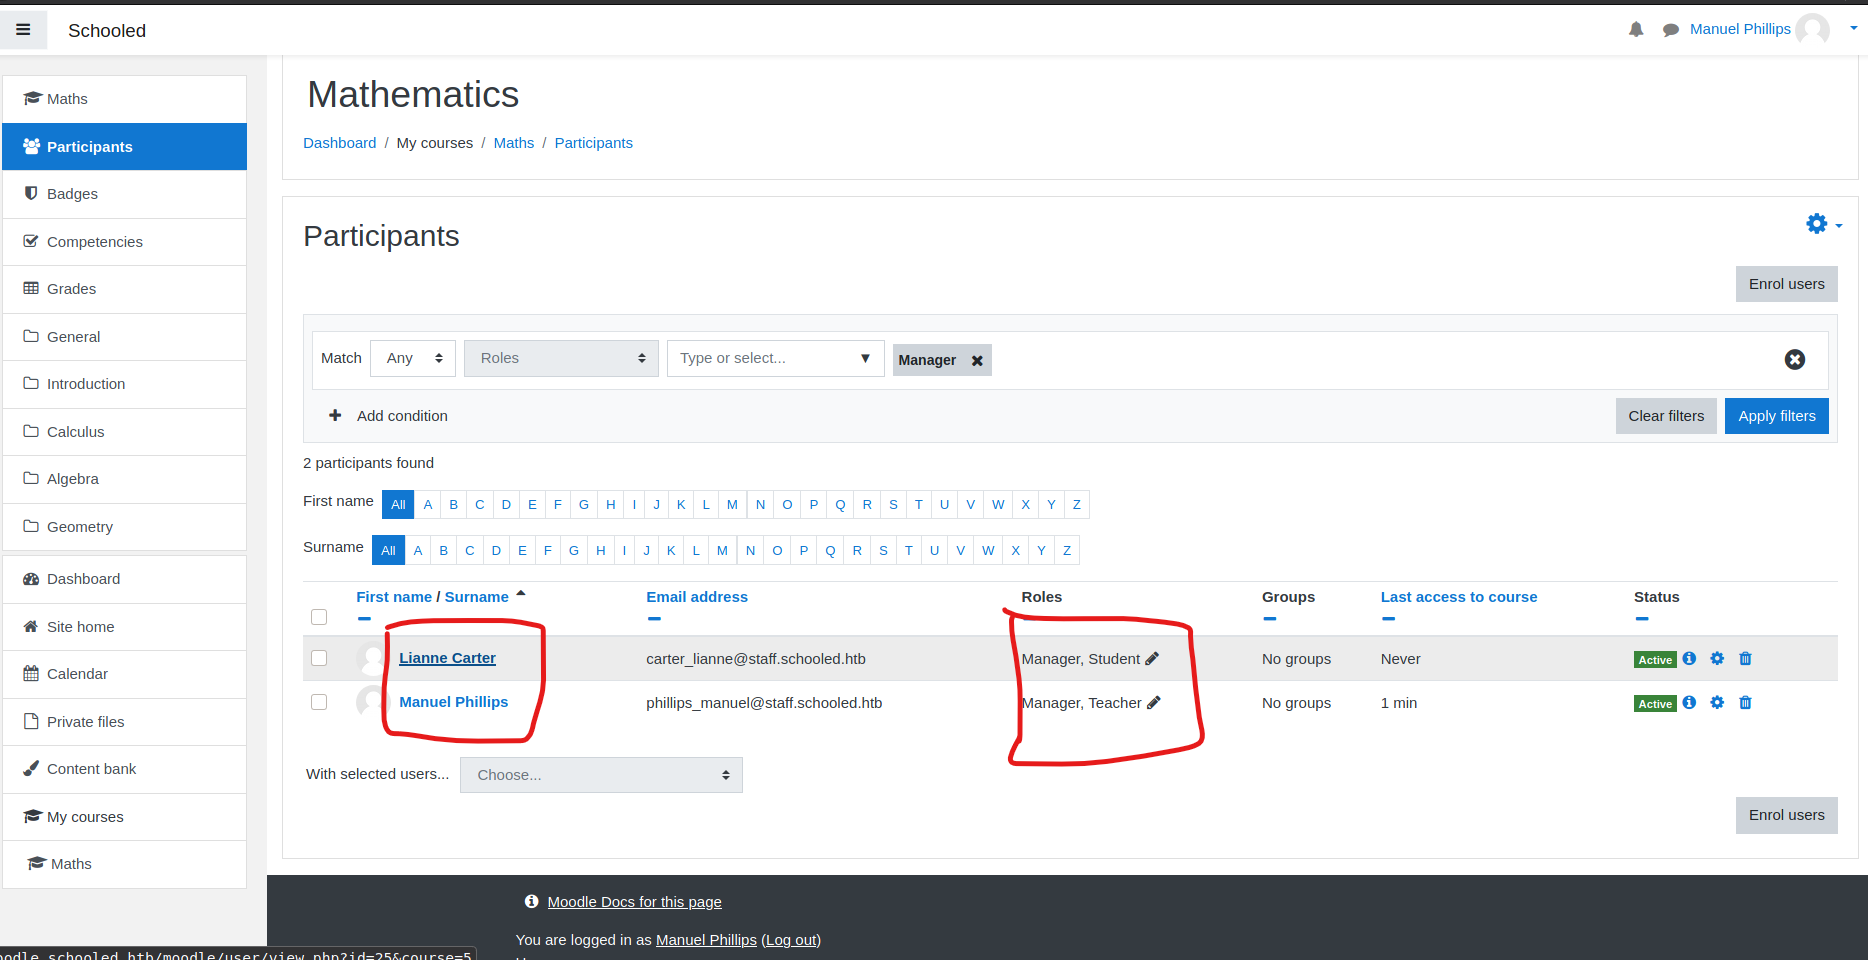 Schooled
Manuel Phillips
Maths
Participants
Badges
Competencies
Grades
General
Introduction
Calculus
Algebra
Geometry
Dashboard
Site home
Calendar
Private files
Content bank
My courses
Maths
Mathematics
Dashboard / My courses / Maths / Participants
Participants
Enrol users
Match Any Roles Type or select... ▼ Manager ✖
+ Add condition
Clear filters Apply filters
2 participants found
First name All A B C D E F G H I J K L M N O P Q R S T U V W X Y Z
Surname All A B C D E F G H I J K L M N O P Q R S T U V W X Y Z
First name / Surname Email address Roles Groups Last access to course Status
Lianne Carter carter_lianne@staff.schooled.htb Manager, Student No groups Never Active
Manuel Phillips phillips_manuel@staff.schooled.htb Manager, Teacher No groups 1 min Active
With selected users... Choose...
Enrol users
Moodle Docs for this page
You are logged in as Manuel Phillips (Log out)
oodle.schooled.htb/moodle/user/view.php?id=25&course=5